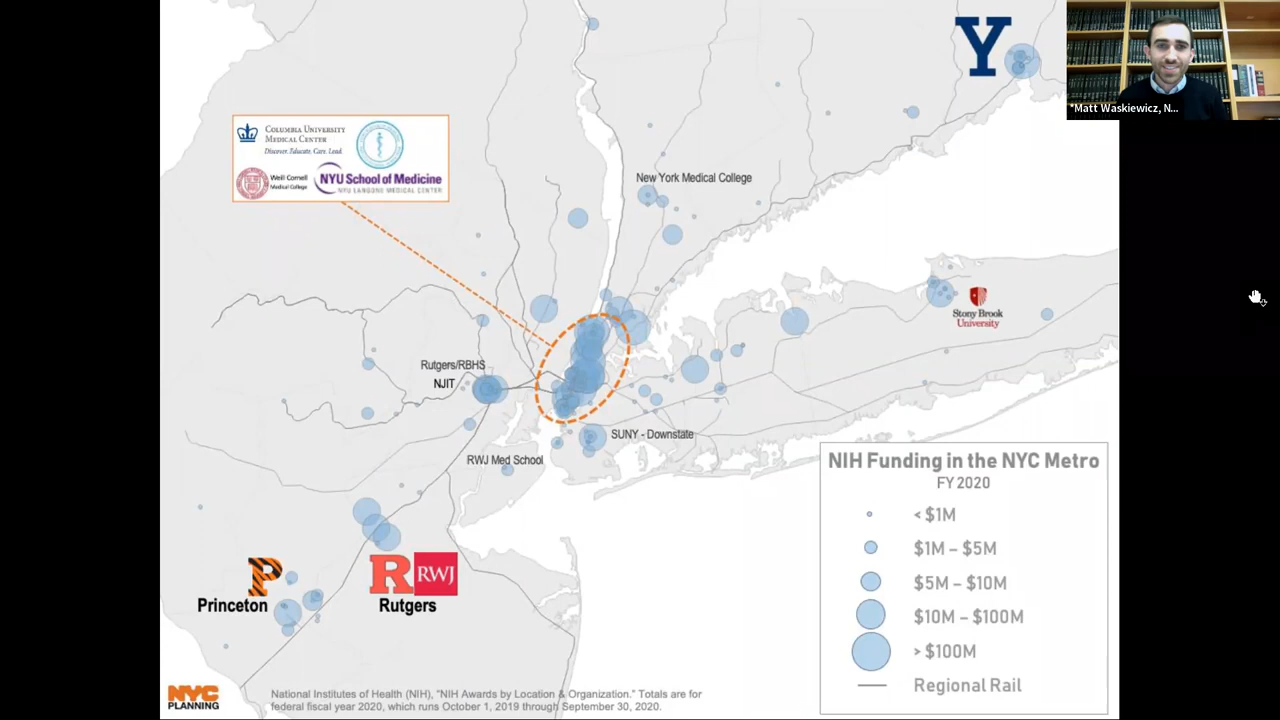 Y
*Matt Waskiewicz, N...
COLUMBIA UNIVERSITY
MEDICAL CENTER
Discover. Educate. Care. Lead.
Weill Cornell
Medical College
NYU School of Medicine
NYU LANGONE MEDICAL CENTER
New York Medical College
Stony Brook
University
Rutgers/RBHS
NJIT
SUNY - Downstate
RWJ Med School
P
Princeton
R RWJ
Rutgers
NIH Funding in the NYC Metro
FY 2020
< $1M
$1M – $5M
$5M – $10M
$10M – $100M
> $100M
Regional Rail
NYC
PLANNING
National Institutes of Health (NIH), "NIH Awards by Location & Organization." Totals are for
federal fiscal year 2020, which runs October 1, 2019 through September 30, 2020.